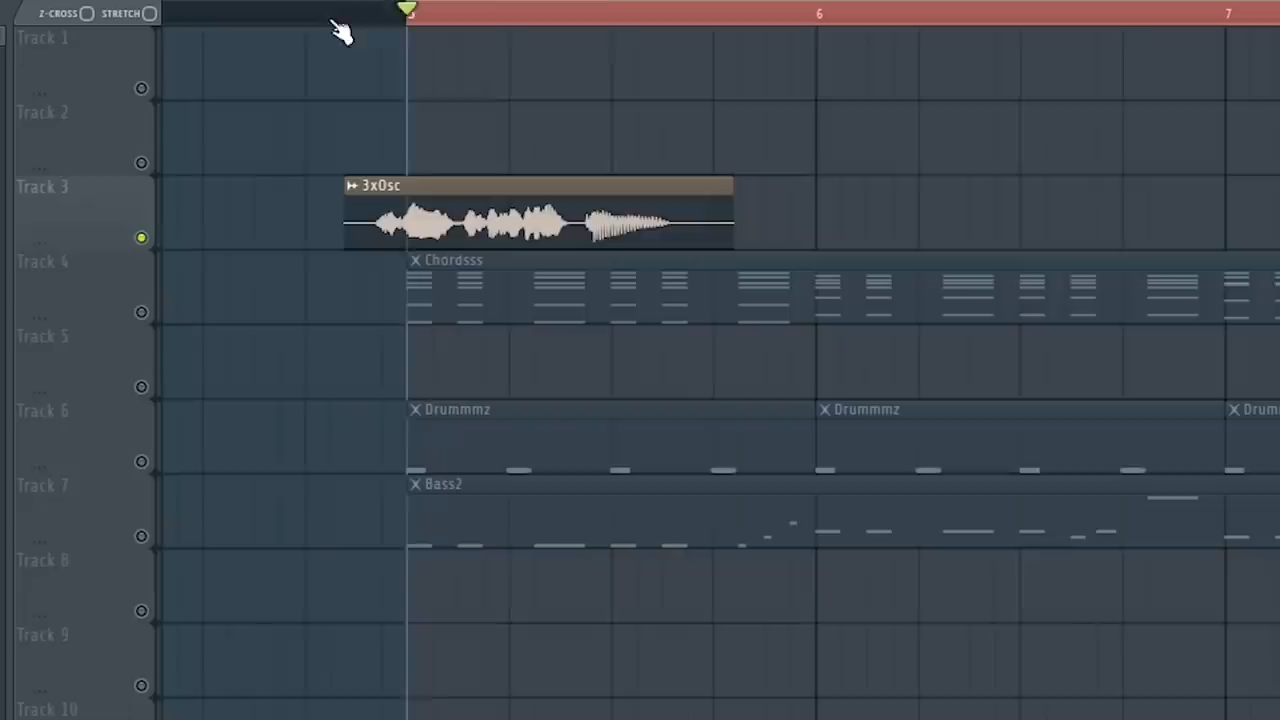 Z-CROSS STRETCH
5 6 7
Track 1
Track 2
Track 3
3xOsc
Track 4
Chordsss
Track 5
Track 6
Drummmz Drummmz Drum
Track 7
Bass2
Track 8
Track 9
Track 10